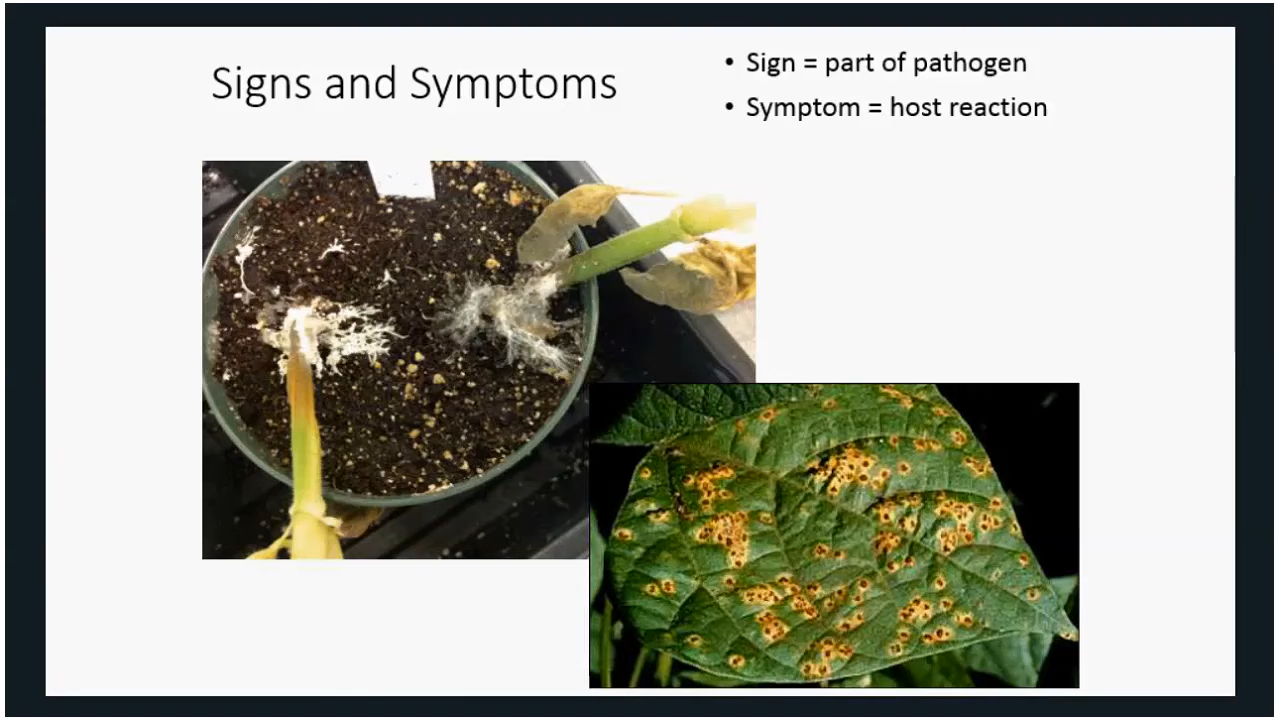 Signs and Symptoms
• Sign = part of pathogen
• Symptom = host reaction